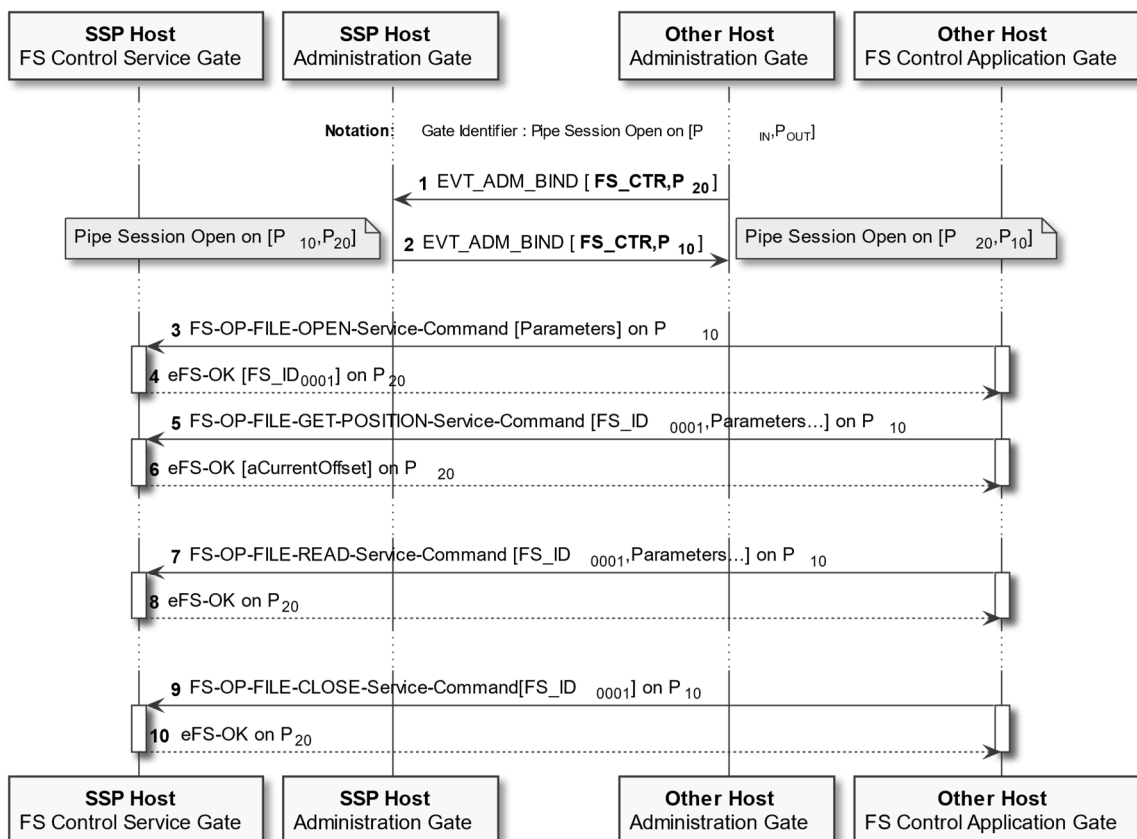 SSP Host
FS Control Service Gate
SSP Host
Administration Gate
Other Host
Administration Gate
Other Host
FS Control Application Gate
Notation: Gate Identifier : Pipe Session Open on [P IN,POUT]
1 EVT_ADM_BIND [ FS_CTR,P 20 ]
Pipe Session Open on [P 10,P20]
2 EVT_ADM_BIND [ FS_CTR,P 10 ]
Pipe Session Open on [P 20,P10]
3 FS-OP-FILE-OPEN-Service-Command [Parameters] on P 10
4 eFS-OK [FS_ID0001] on P20
5 FS-OP-FILE-GET-POSITION-Service-Command [FS_ID 0001,Parameters...] on P 10
6 eFS-OK [aCurrentOffset] on P 20
7 FS-OP-FILE-READ-Service-Command [FS_ID 0001,Parameters...] on P 10
8 eFS-OK on P20
9 FS-OP-FILE-CLOSE-Service-Command[FS_ID 0001] on P 10
10 eFS-OK on P20
SSP Host
FS Control Service Gate
SSP Host
Administration Gate
Other Host
Administration Gate
Other Host
FS Control Application Gate